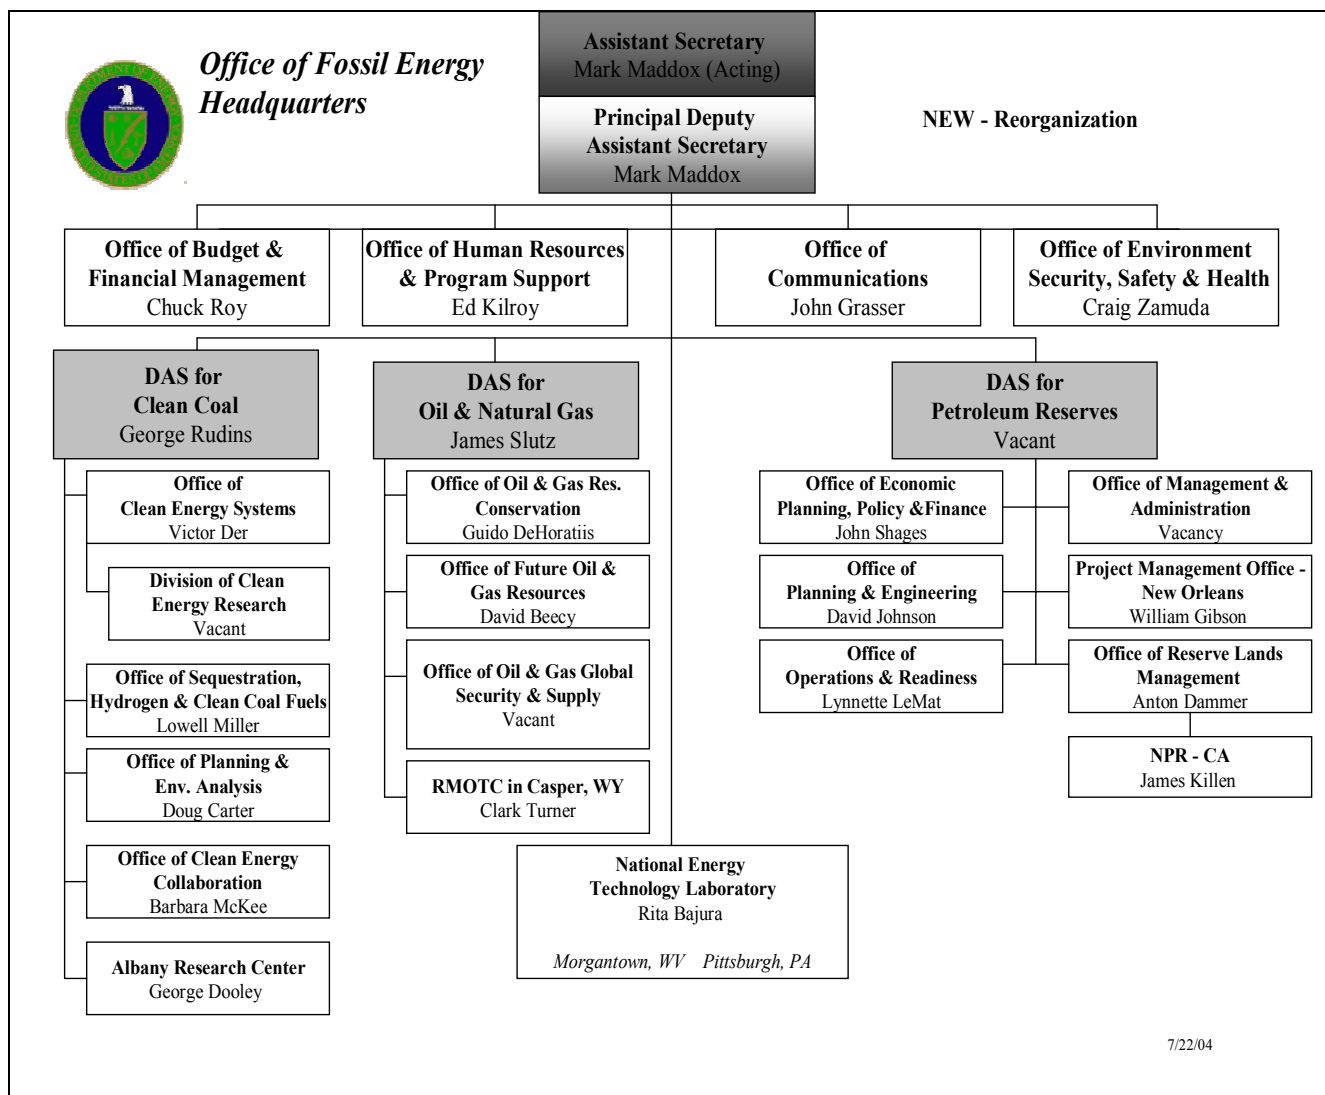 Office of Fossil Energy
Headquarters
Assistant Secretary
Mark Maddox (Acting)
Principal Deputy
Assistant Secretary
Mark Maddox
NEW - Reorganization
Office of Budget &
Financial Management
Chuck Roy
Office of Human Resources
& Program Support
Ed Kilroy
Office of
Communications
John Grasser
Office of Environment
Security, Safety & Health
Craig Zamuda
DAS for
Clean Coal
George Rudins
DAS for
Oil & Natural Gas
James Slutz
DAS for
Petroleum Reserves
Vacant
Office of
Clean Energy Systems
Victor Der
Division of Clean
Energy Research
Vacant
Office of Sequestration,
Hydrogen & Clean Coal Fuels
Lowell Miller
Office of Planning &
Env. Analysis
Doug Carter
Office of Clean Energy
Collaboration
Barbara McKee
Albany Research Center
George Dooley
Office of Oil & Gas Res.
Conservation
Guido DeHoratiis
Office of Future Oil &
Gas Resources
David Beecy
Office of Oil & Gas Global
Security & Supply
Vacant
RMOTC in Casper, WY
Clark Turner
National Energy
Technology Laboratory
Rita Bajura
Morgantown, WV Pittsburgh, PA
Office of Economic
Planning, Policy &Finance
John Shages
Office of
Planning & Engineering
David Johnson
Office of
Operations & Readiness
Lynnette LeMat
Office of Management &
Administration
Vacancy
Project Management Office -
New Orleans
William Gibson
Office of Reserve Lands
Management
Anton Dammer
NPR - CA
James Killen
7/22/04